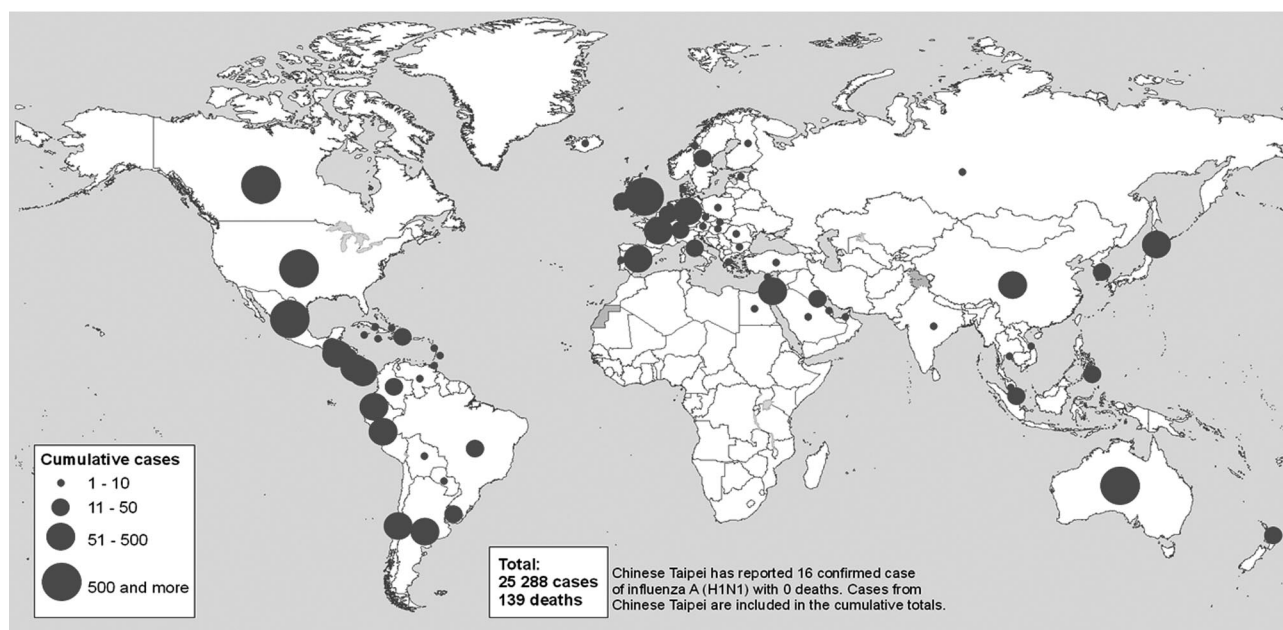 Cumulative cases
1 - 10
11 - 50
51 - 500
500 and more
Total:
25 288 cases
139 deaths
Chinese Taipei has reported 16 confirmed case
of influenza A (H1N1) with 0 deaths. Cases from
Chinese Taipei are included in the cumulative totals.